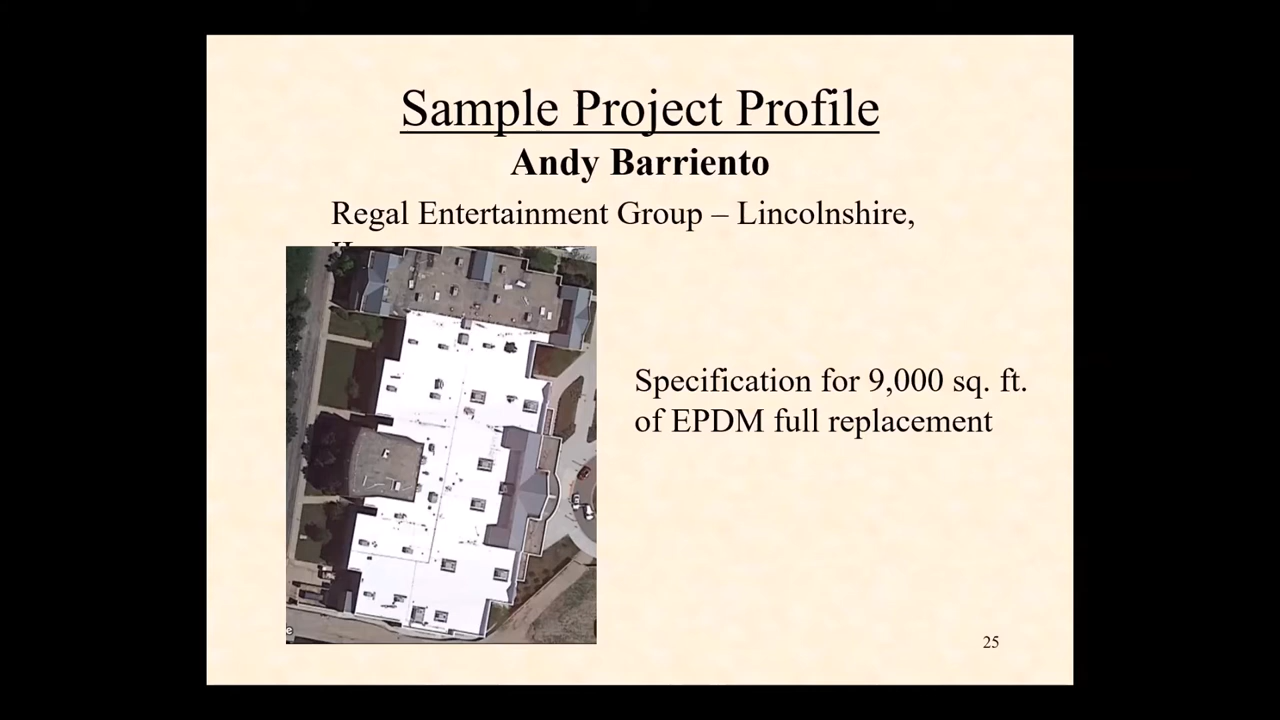 Sample Project Profile
Andy Barriento
Regal Entertainment Group – Lincolnshire,
Specification for 9,000 sq. ft.
of EPDM full replacement
25